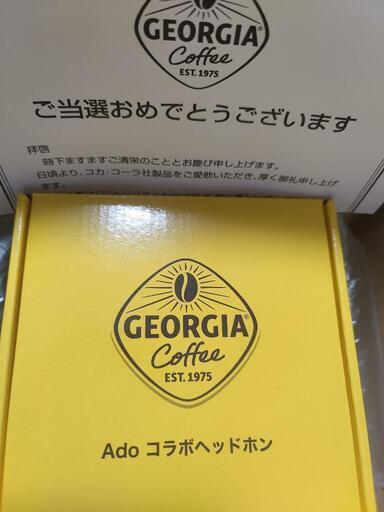 GEORGIA®
Coffee
EST. 1975
ご当選おめでとうございます
拝啓
時下ますますご清栄のこととお慶び申し上げます。
日頃より、コカ・コーラ社製品をご愛飲いただき、厚く御礼申し上げ
ます。
GEORGIA®
Coffee
EST. 1975
Ado コラボヘッドホン